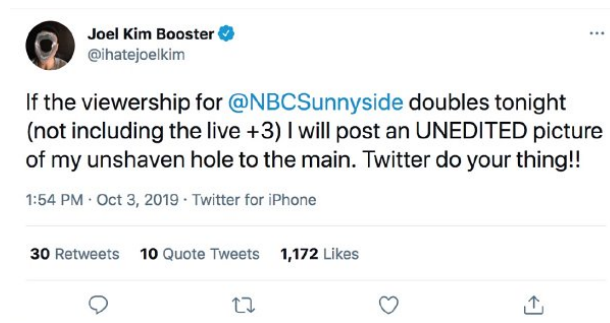 Joel Kim Booster
@ihatejoelkim
If the viewership for @NBCSunnyside doubles tonight
(not including the live +3) I will post an UNEDITED picture
of my unshaven hole to the main. Twitter do your thing!!
1:54 PM · Oct 3, 2019 · Twitter for iPhone
30 Retweets 10 Quote Tweets 1,172 Likes